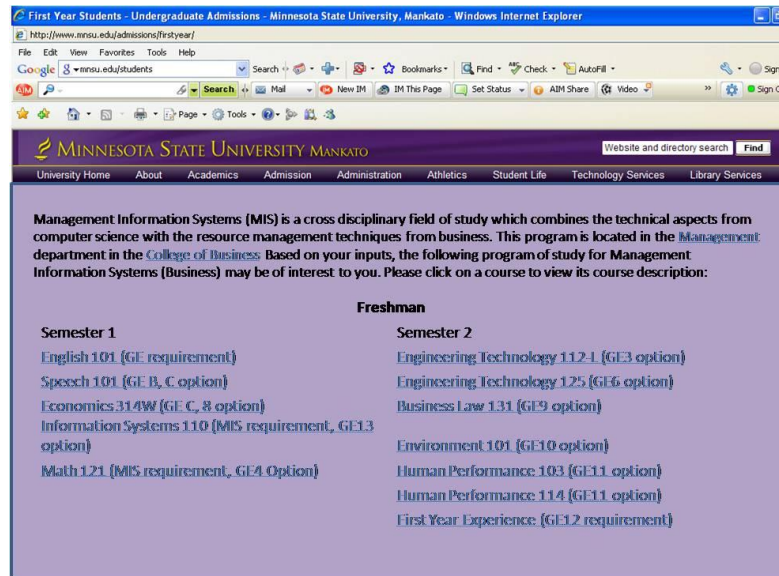 First Year Students - Undergraduate Admissions - Minnesota State University, Mankato - Windows Internet Explorer
http://www.mnsu.edu/admissions/firstyear/
File Edit View Favorites Tools Help
Google mnsu.edu/students Search Bookmarks Find Check AutoFill Sign
AIM Search Mail New IM IM This Page Set Status AIM Share Video » Sign O
Page Tools
MINNESOTA STATE UNIVERSITY MANKATO Website and directory search Find
University Home About Academics Admission Administration Athletics Student Life Technology Services Library Services
Management Information Systems (MIS) is a cross disciplinary field of study which combines the technical aspects from
computer science with the resource management techniques from business. This program is located in the Management
department in the College of Business Based on your inputs, the following program of study for Management
Information Systems (Business) may be of interest to you. Please click on a course to view its course description:
Freshman
Semester 1
English 101 (GE requirement)
Speech 101 (GE B, C option)
Economics 314W (GE C, 8 option)
Information Systems 110 (MIS requirement, GE13
option)
Math 121 (MIS requirement, GE4 Option)
Semester 2
Engineering Technology 112-L (GE3 option)
Engineering Technology 125 (GE6 option)
Business Law 131 (GE9 option)
Environment 101 (GE10 option)
Human Performance 103 (GE11 option)
Human Performance 114 (GE11 option)
First Year Experience (GE12 requirement)